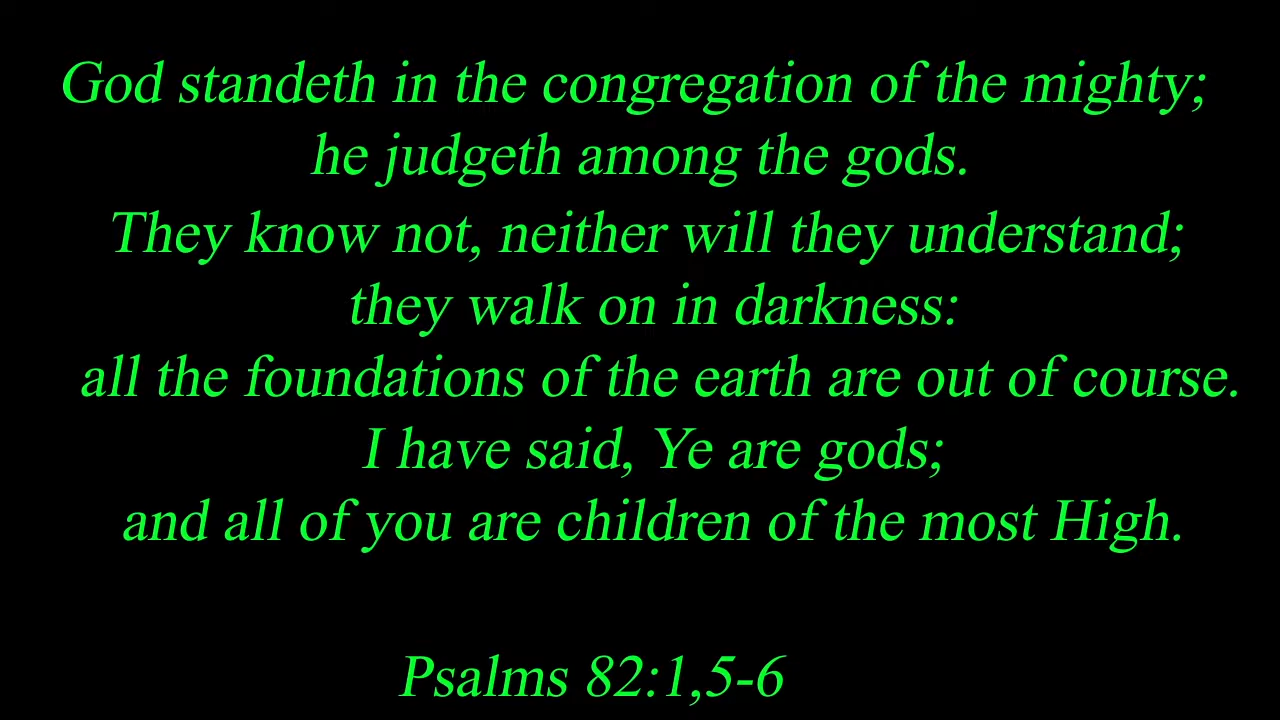 God standeth in the congregation of the mighty;
he judgeth among the gods.
They know not, neither will they understand;
they walk on in darkness:
all the foundations of the earth are out of course.
I have said, Ye are gods;
and all of you are children of the most High.
Psalms 82:1,5-6